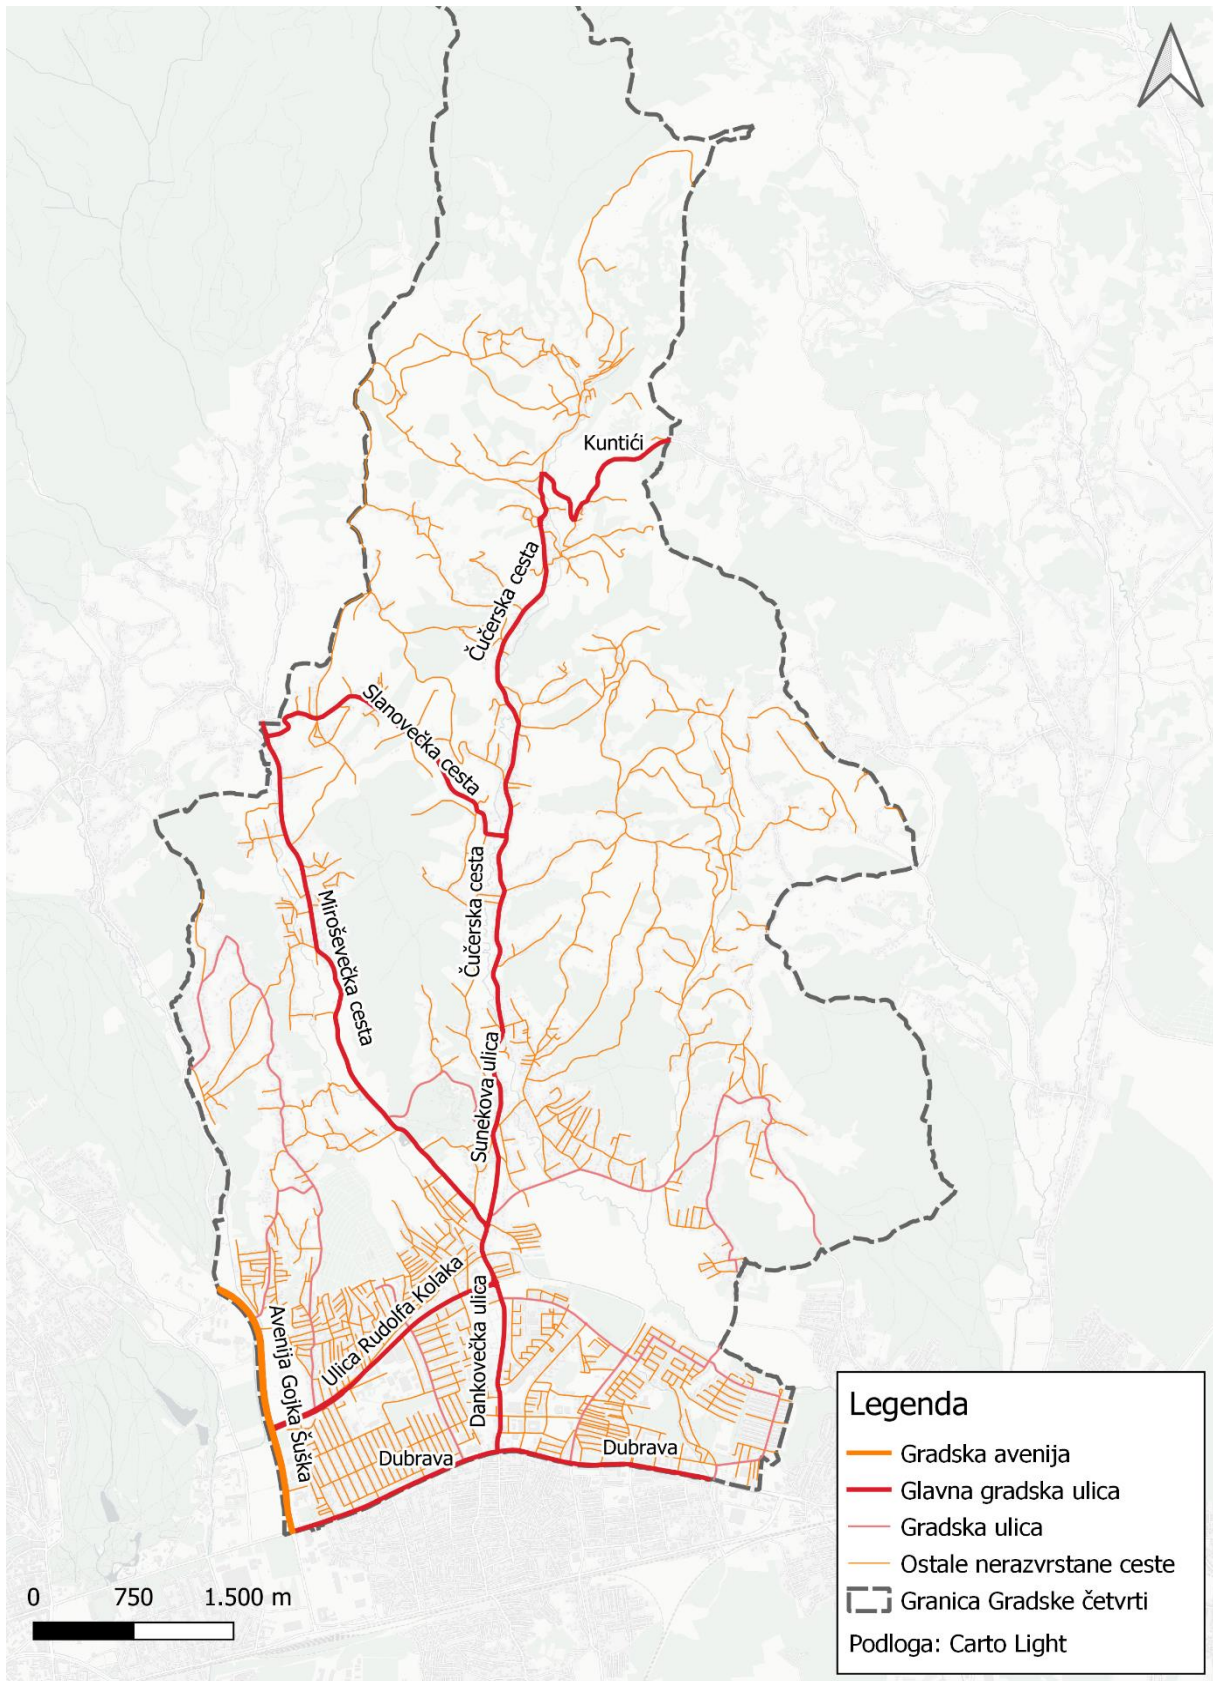 Kuntići
Čučerska cesta
Slanovečka cesta
Čučerska cesta
Miroševečka cesta
Sunekova ulica
Ulica Rudolfa Kolaka
Dankovečka ulica
Avenija Gojka Šuška
Dubrava
Dubrava
Legenda
Gradska avenija
Glavna gradska ulica
Gradska ulica
Ostale nerazvrstane ceste
Granica Gradske četvrti
Podloga: Carto Light
0 750 1.500 m